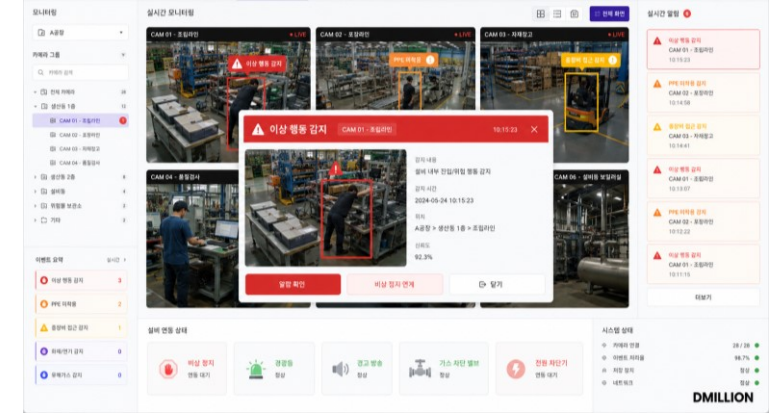 모니터링
A공장
카메라 그룹
카메라 검색
전체 카메라 28
생산동 1층 12
CAM 01 - 조립라인
CAM 02 - 포장라인
CAM 03 - 자재창고
CAM 04 - 품질검사
생산동 2층 8
설비동 4
위험물 보관소 2
기타 2
이벤트 요약
실시간
이상 행동 감지 3
PPE 미착용 2
중장비 접근 감지 1
화재/연기 감지 0
유해가스 감지 0
실시간 모니터링
전체 화면
CAM 01 - 조립라인
LIVE
이상 행동 감지
CAM 02 - 포장라인
LIVE
PPE 미착용
CAM 03 - 자재창고
LIVE
중장비 접근 감지
CAM 04 - 품질검사
CAM 06 - 설비동 보일러실
이상 행동 감지
CAM 01 - 조립라인
10:15:23
감지 내용
설비 내부 진입/위험 행동 감지
감지 시간
2024-05-24 10:15:23
위치
A공장 > 생산동 1층 > 조립라인
신뢰도
92.3%
알람 확인
비상 정지 연계
닫기
설비 연동 상태
비상 정지
연동 대기
경광등
정상
경고 방송
정상
가스 차단 밸브
정상
전원 차단기
연동 대기
실시간 알림
이상 행동 감지
CAM 01 - 조립라인
10:15:23
PPE 미착용 감지
CAM 02 - 포장라인
10:14:58
중장비 접근 감지
CAM 03 - 자재창고
10:14:41
이상 행동 감지
CAM 01 - 조립라인
10:13:07
PPE 미착용 감지
CAM 02 - 포장라인
10:12:22
이상 행동 감지
CAM 01 - 조립라인
10:11:15
더보기
시스템 상태
카메라 연결 28 / 28
이벤트 처리율 98.7%
저장 장치 정상
네트워크 정상
DMILLION